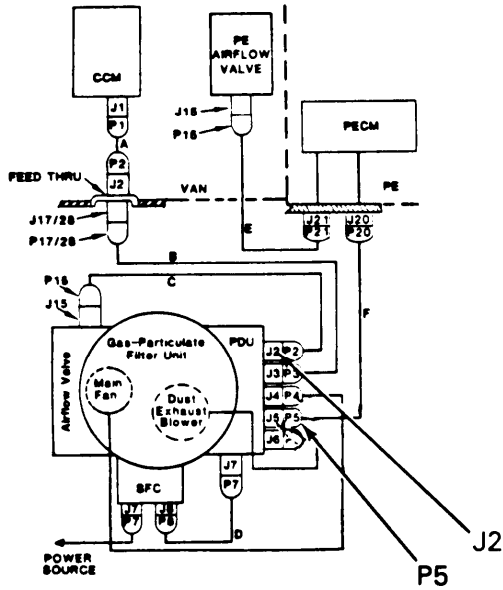 CCM
J1
P1
A
P2
J2
FEED THRU
VAN
J17/28
P17/28
PE
AIRFLOW
VALVE
J16
P16
PECM
PE
J21
P21
J20
P20
E
B
C
F
P16
J15
Airflow Valve
Gas-Particulate
Filter Unit
PDU
Main
Fan
Dust
Exhaust
Blower
J2 P2
J3 P3
J4 P4
J5 P5
J6
SFC
J7
P7
J7
P7
J8
P8
D
POWER
SOURCE
J2
P5